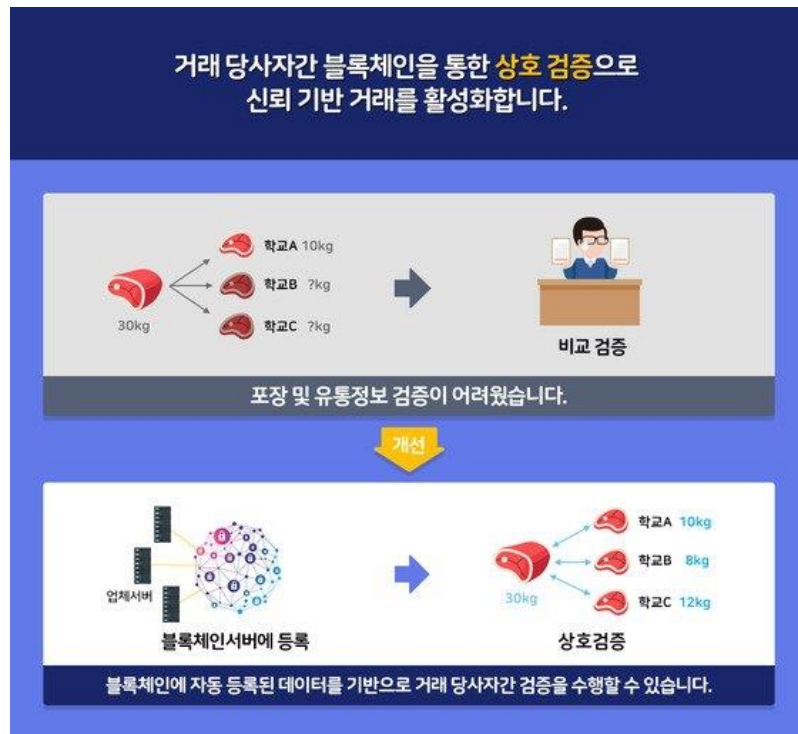 거래 당사자간 블록체인을 통한 상호 검증으로
신뢰 기반 거래를 활성화합니다.
학교A 10kg
학교B ?kg
학교C ?kg
30kg
비교 검증
포장 및 유통정보 검증이 어려웠습니다.
개선
업체서버
블록체인서버에 등록
학교A 10kg
학교B 8kg
학교C 12kg
30kg
상호검증
블록체인에 자동 등록된 데이터를 기반으로 거래 당사자간 검증을 수행할 수 있습니다.